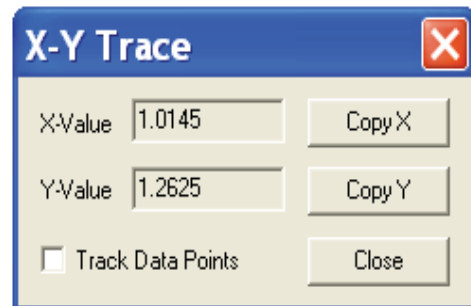 X-Y Trace
X-Value 1.0145 Copy X
Y-Value 1.2625 Copy Y
Track Data Points Close